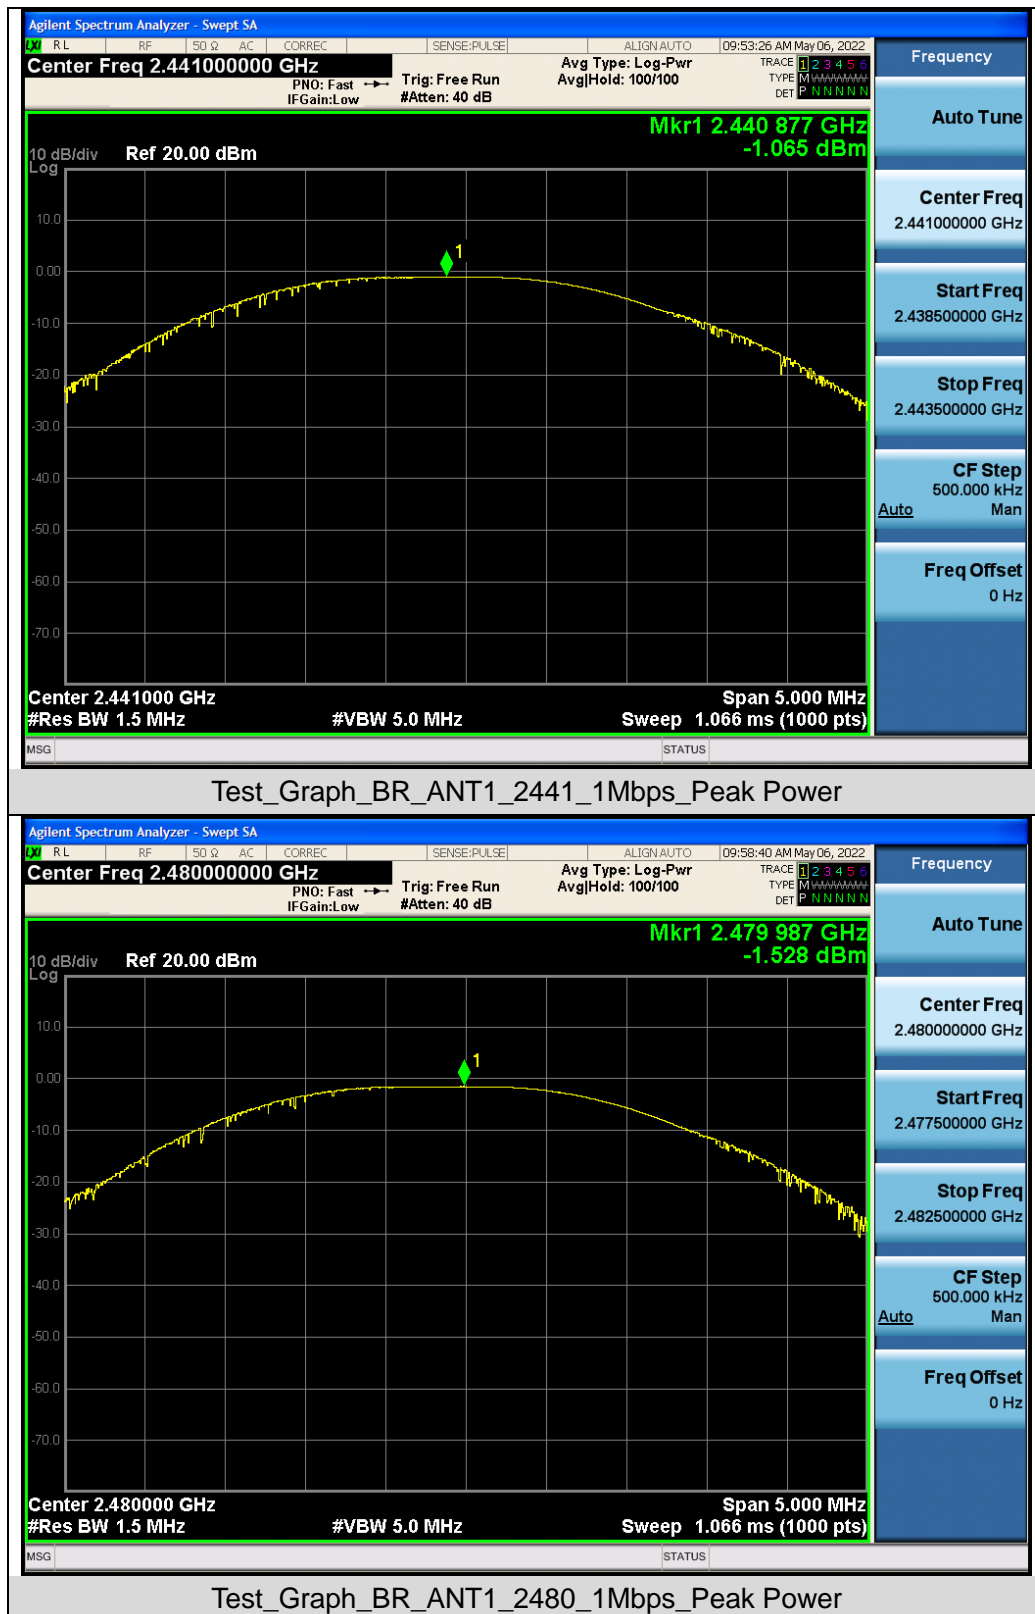 Agilent Spectrum Analyzer - Swept SA
LXI RL RF 50 Ω AC CORREC SENSE:PULSE ALIGN AUTO 09:53:26 AM May 06, 2022
Center Freq 2.441000000 GHz
PNO: Fast
IFGain:Low
Trig: Free Run
#Atten: 40 dB
Avg Type: Log-Pwr
Avg|Hold: 100/100
TRACE 1 2 3 4 5 6
TYPE M WWWWW
DET P N N N N N
Mkr1 2.440 877 GHz
-1.065 dBm
10 dB/div Ref 20.00 dBm
Log
1
10.0
0.00
-10.0
-20.0
-30.0
-40.0
-50.0
-60.0
-70.0
Center 2.441000 GHz Span 5.000 MHz
#Res BW 1.5 MHz #VBW 5.0 MHz Sweep 1.066 ms (1000 pts)
MSG STATUS
Frequency
Auto Tune
Center Freq
2.441000000 GHz
Start Freq
2.438500000 GHz
Stop Freq
2.443500000 GHz
CF Step
500.000 kHz
Auto Man
Freq Offset
0 Hz
Test_Graph_BR_ANT1_2441_1Mbps_Peak Power
Agilent Spectrum Analyzer - Swept SA
LXI RL RF 50 Ω AC CORREC SENSE:PULSE ALIGN AUTO 09:58:40 AM May 06, 2022
Center Freq 2.480000000 GHz
PNO: Fast
IFGain:Low
Trig: Free Run
#Atten: 40 dB
Avg Type: Log-Pwr
Avg|Hold: 100/100
TRACE 1 2 3 4 5 6
TYPE M WWWWW
DET P N N N N N
Mkr1 2.479 987 GHz
-1.528 dBm
10 dB/div Ref 20.00 dBm
Log
1
10.0
0.00
-10.0
-20.0
-30.0
-40.0
-50.0
-60.0
-70.0
Center 2.480000 GHz Span 5.000 MHz
#Res BW 1.5 MHz #VBW 5.0 MHz Sweep 1.066 ms (1000 pts)
MSG STATUS
Frequency
Auto Tune
Center Freq
2.480000000 GHz
Start Freq
2.477500000 GHz
Stop Freq
2.482500000 GHz
CF Step
500.000 kHz
Auto Man
Freq Offset
0 Hz
Test_Graph_BR_ANT1_2480_1Mbps_Peak Power